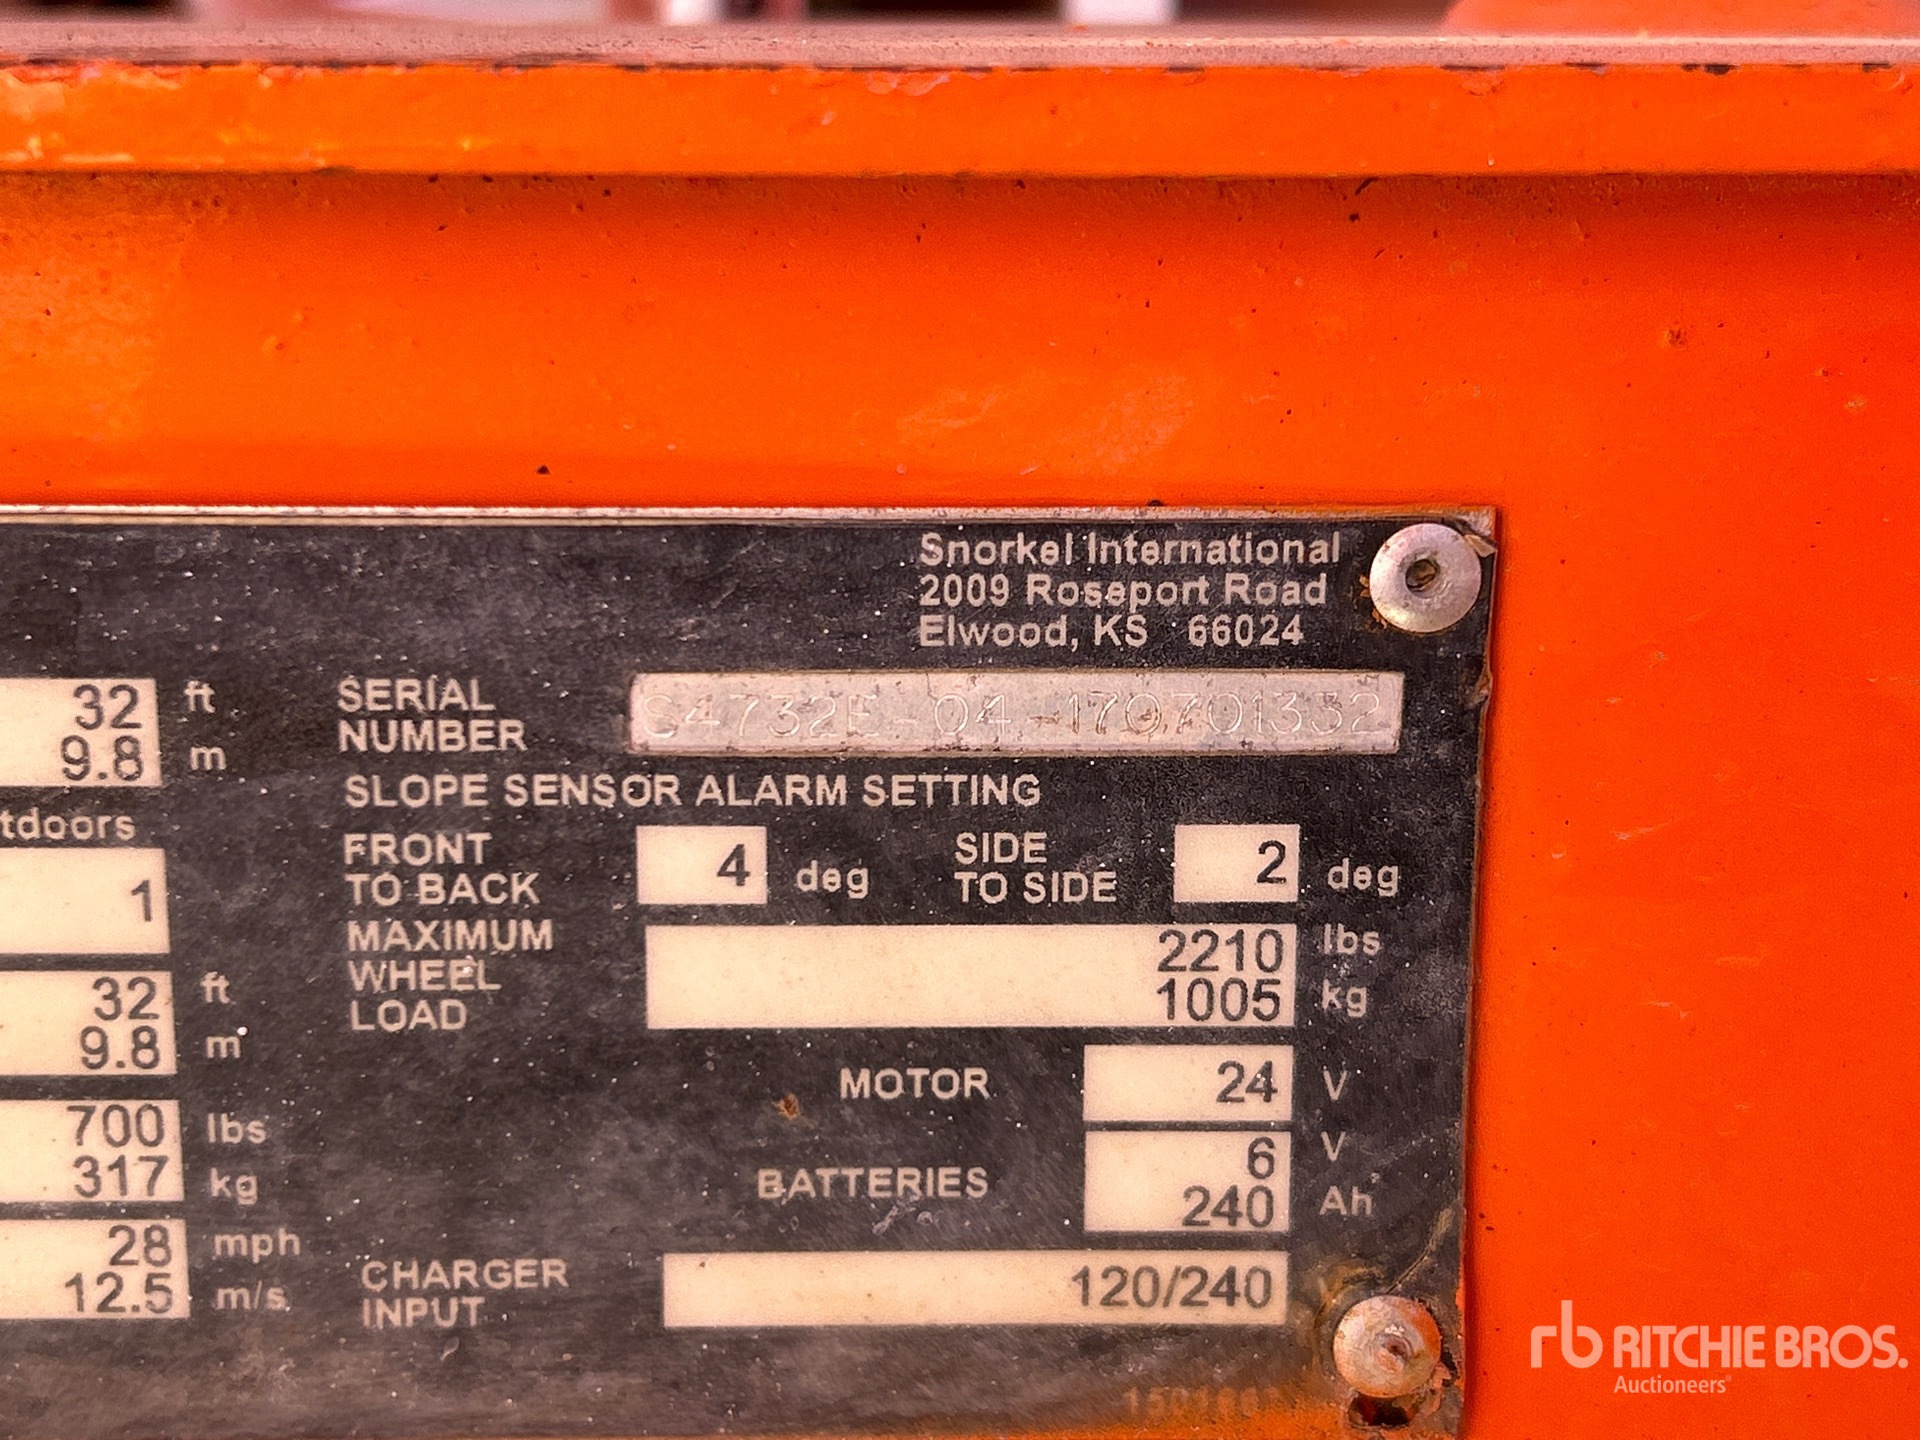 Snorkel International
2009 Roseport Road
Elwood, KS 66024
32 ft
9.8 m
SERIAL
NUMBER
S4732E-04-170701332
SLOPE SENSOR ALARM SETTING
tdoors
1
FRONT
TO BACK
4 deg
SIDE
TO SIDE
2 deg
MAXIMUM
WHEEL
LOAD
2210 lbs
1005 kg
32 ft
9.8 m
MOTOR 24 V
700 lbs
317 kg
BATTERIES
6 V
240 Ah
28 mph
12.5 m/s
CHARGER
INPUT
120/240
V
rb RITCHIE BROS.
Auctioneers